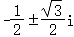 -1/2 ± √3/2 i